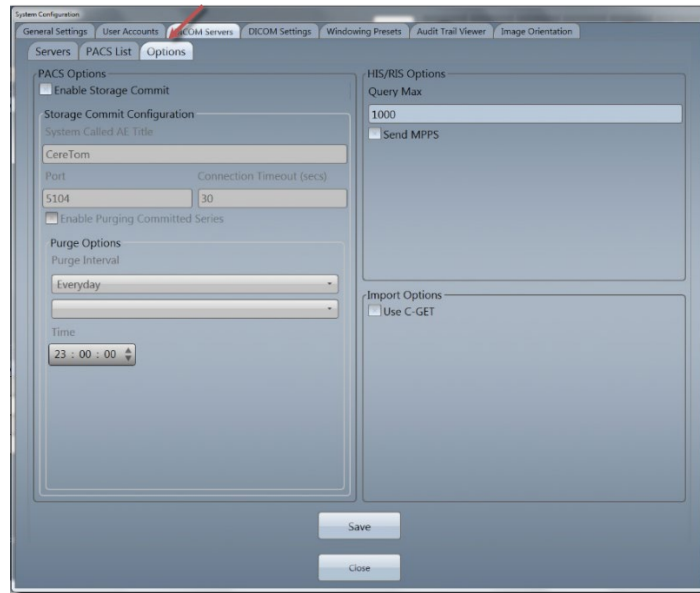 System Configuration
General Settings User Accounts DICOM Servers DICOM Settings Windowing Presets Audit Trail Viewer Image Orientation
Servers PACS List Options
PACS Options
Enable Storage Commit
Storage Commit Configuration
System Called AE Title
CereTom
Port Connection Timeout (secs)
5104 30
Enable Purging Committed Series
Purge Options
Purge Interval
Everyday
Time
23 : 00 : 00
HIS/RIS Options
Query Max
1000
Send MPPS
Import Options
Use C-GET
Save
Close